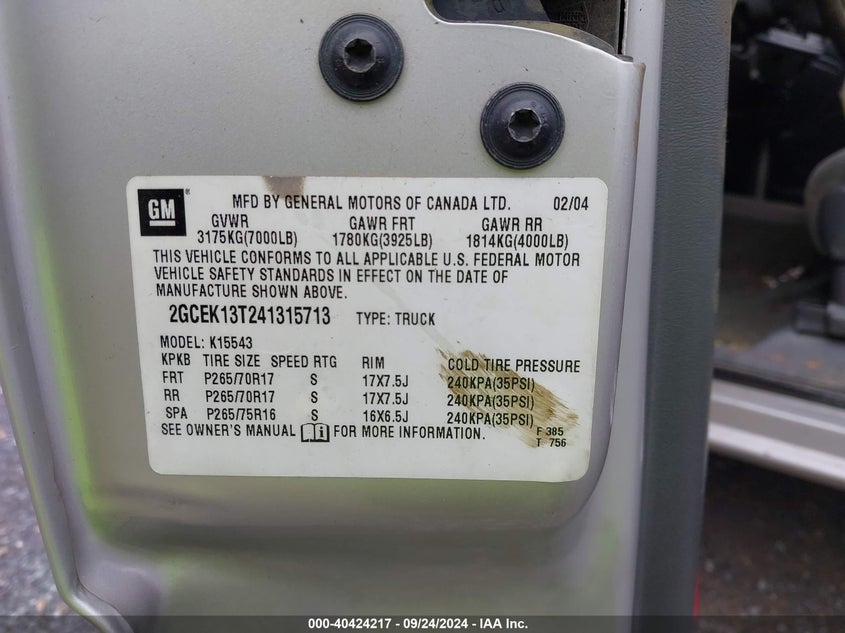 GM ® MFD BY GENERAL MOTORS OF CANADA LTD. 02/04
GVWR GAWR FRT GAWR RR
3175KG(7000LB) 1780KG(3925LB) 1814KG(4000LB)
THIS VEHICLE CONFORMS TO ALL APPLICABLE U.S. FEDERAL MOTOR
VEHICLE SAFETY STANDARDS IN EFFECT ON THE DATE OF
MANUFACTURE SHOWN ABOVE.
2GCEK13T241315713 TYPE: TRUCK
MODEL: K15543
KPKB TIRE SIZE SPEED RTG RIM COLD TIRE PRESSURE
FRT P265/70R17 S 17X7.5J 240KPA(35PSI)
RR P265/70R17 S 17X7.5J 240KPA(35PSI)
SPA P265/75R16 S 16X6.5J 240KPA(35PSI)
SEE OWNER'S MANUAL FOR MORE INFORMATION. F 385
T 756
000-40424217 - 09/24/2024 - IAA Inc.